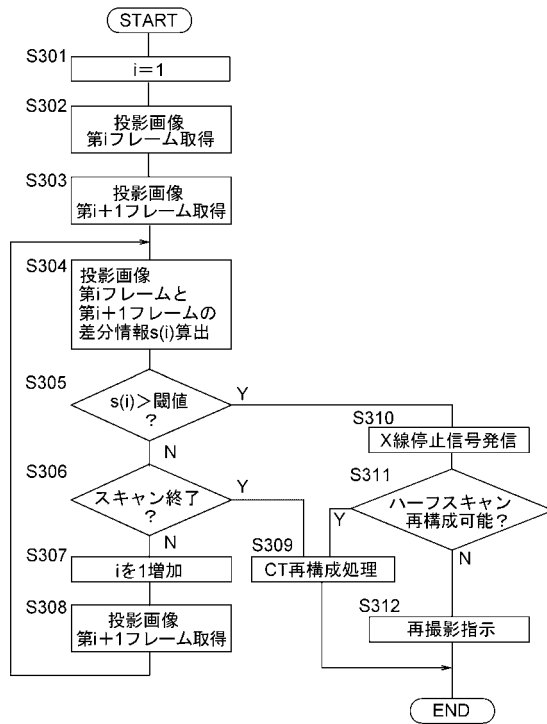 START
S301
i=1
S302
投影画像
第iフレーム取得
S303
投影画像
第i+1フレーム取得
S304
投影画像
第iフレームと
第i+1フレームの
差分情報s(i)算出
S305
s(i)>閾値
?
Y
N
S306
スキャン終了
?
Y
N
S307
iを1増加
S308
投影画像
第i+1フレーム取得
S309
CT再構成処理
S310
X線停止信号発信
S311
ハーフスキャン
再構成可能?
Y
N
S312
再撮影指示
END